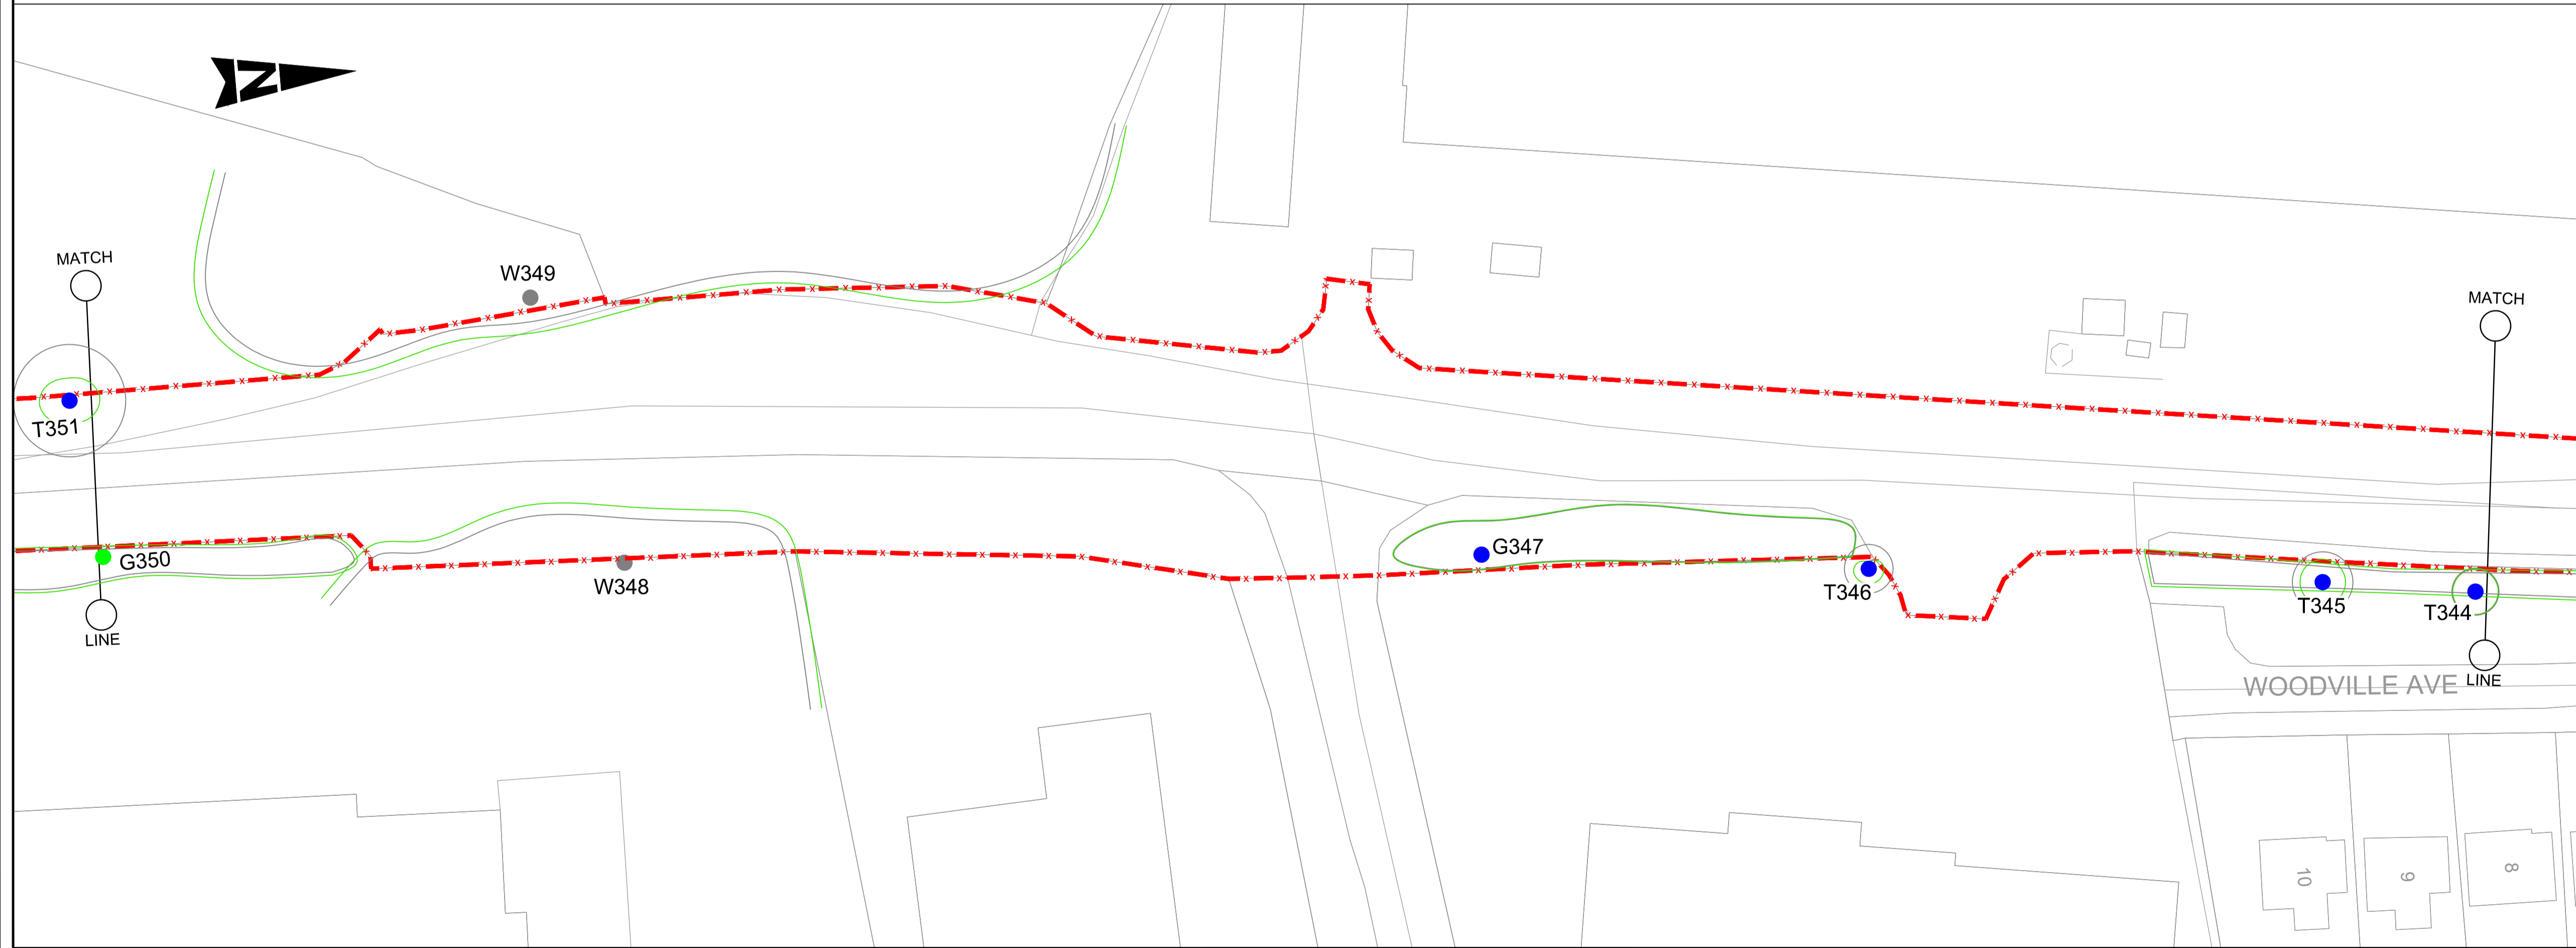 N
MATCH
W349
MATCH
T351
G350
G347
W348
T346
T345
T344
LINE
LINE
WOODVILLE AVE
10
9
8